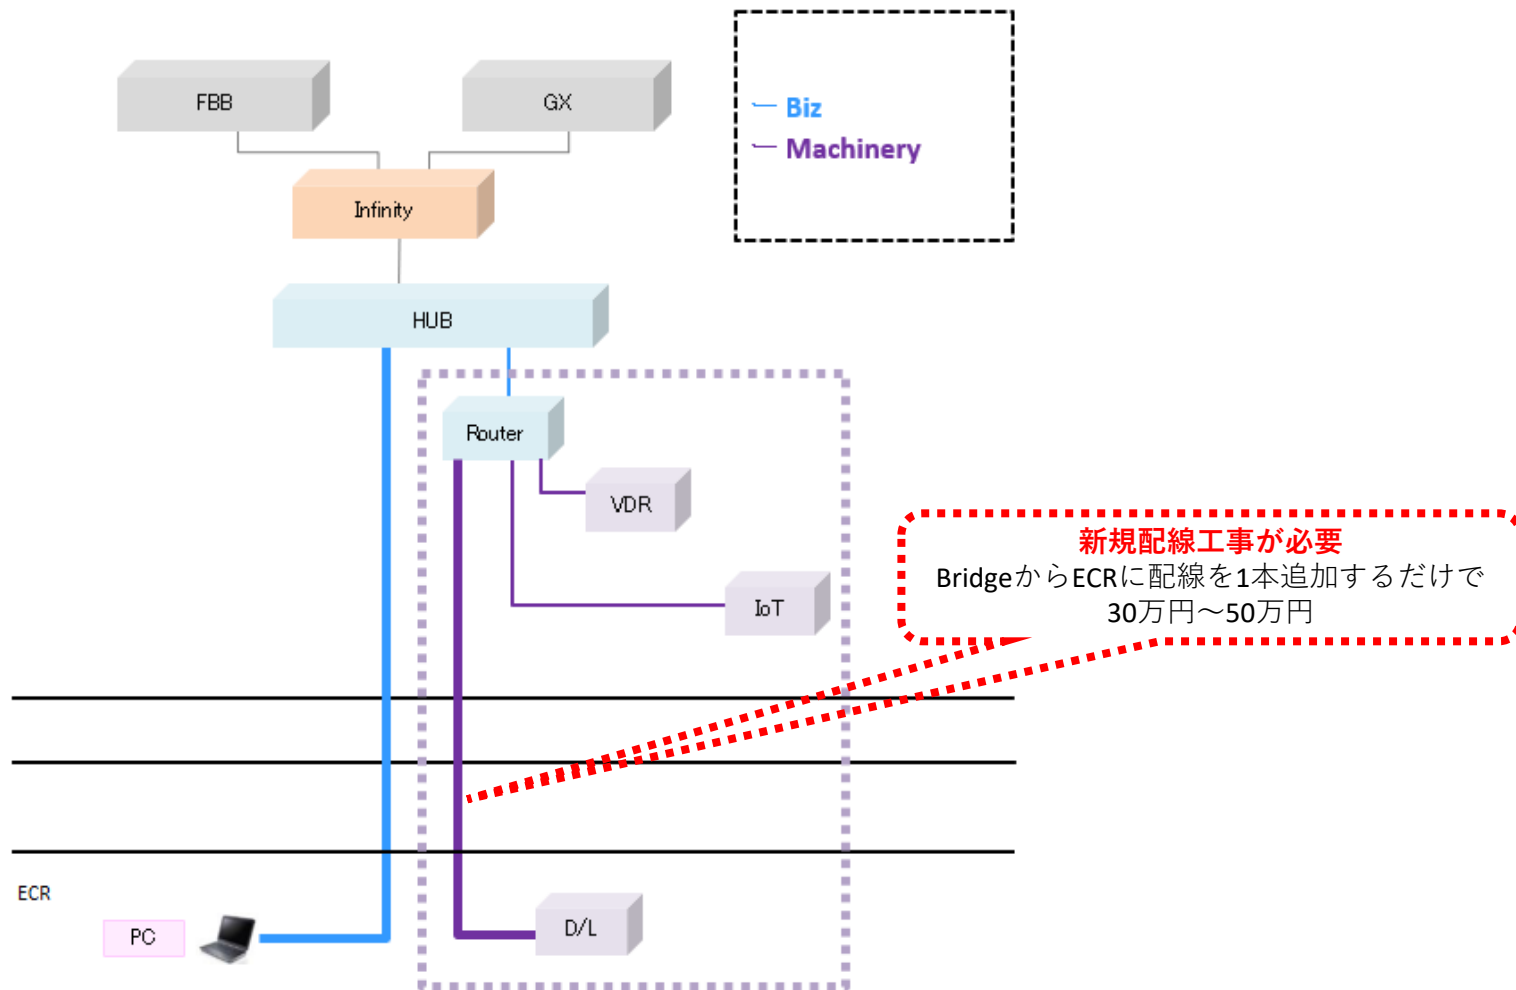 FBB
GX
Biz
Machinery
Infinity
HUB
Router
VDR
新規配線工事が必要
BridgeからECRに配線を1本追加するだけで
30万円～50万円
IoT
ECR
PC
D/L